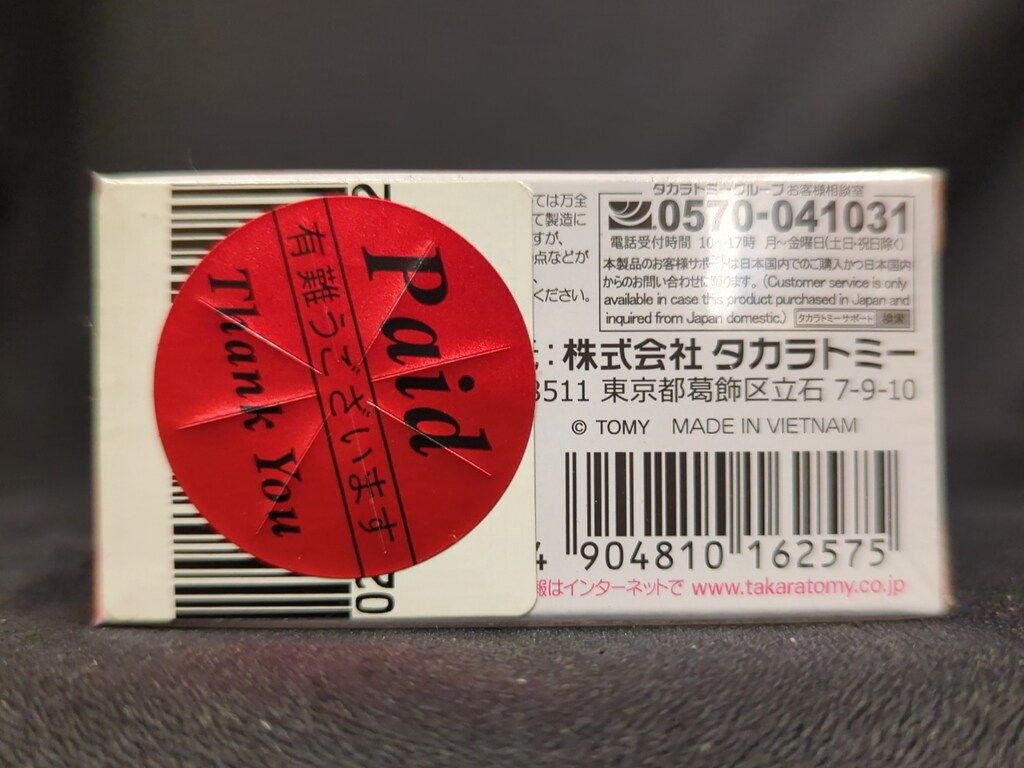 Paid
有難うございます
Thank You
20
ては万全
て製造に
すが、
点などが
ください。
タカラトミーグループ お客様相談室
0570-041031
電話受付時間 10〜17時 月〜金曜日(土日・祝日除く)
本製品のお客様サポートは日本国内でのご購入かつ日本国内
からのお問い合わせに限ります。(Customer service is only
available in case this product purchased in Japan and
inquired from Japan domestic.) タカラトミーサポート 検索
: 株式会社 タカラトミー
3511 東京都葛飾区立石 7-9-10
© TOMY MADE IN VIETNAM
4 904810 162575
報はインターネットで www.takaratomy.co.jp